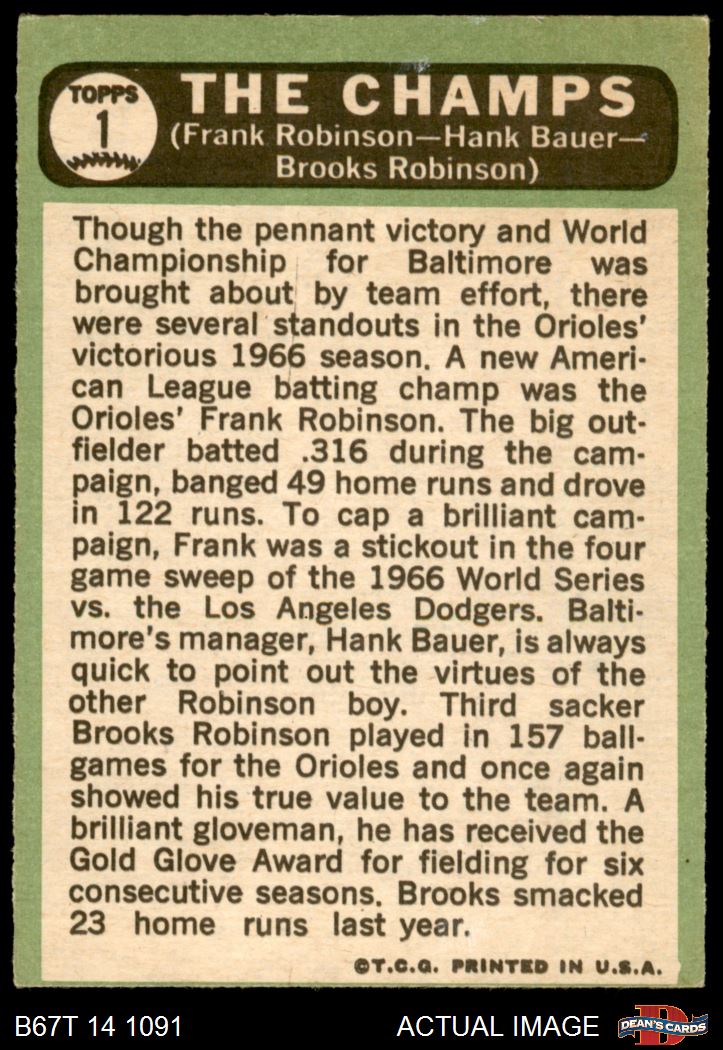 TOPPS
1
THE CHAMPS
(Frank Robinson—Hank Bauer—
Brooks Robinson)
Though the pennant victory and World
Championship for Baltimore was
brought about by team effort, there
were several standouts in the Orioles'
victorious 1966 season. A new Ameri-
can League batting champ was the
Orioles' Frank Robinson. The big out-
fielder batted .316 during the cam-
paign, banged 49 home runs and drove
in 122 runs. To cap a brilliant cam-
paign, Frank was a stickout in the four
game sweep of the 1966 World Series
vs. the Los Angeles Dodgers. Balti-
more's manager, Hank Bauer, is always
quick to point out the virtues of the
other Robinson boy. Third sacker
Brooks Robinson played in 157 ball-
games for the Orioles and once again
showed his true value to the team. A
brilliant gloveman, he has received the
Gold Glove Award for fielding for six
consecutive seasons. Brooks smacked
23 home runs last year.
©T.C.G. PRINTED IN U.S.A.
B67T 14 1091 ACTUAL IMAGE
D
DEAN'S CARDS